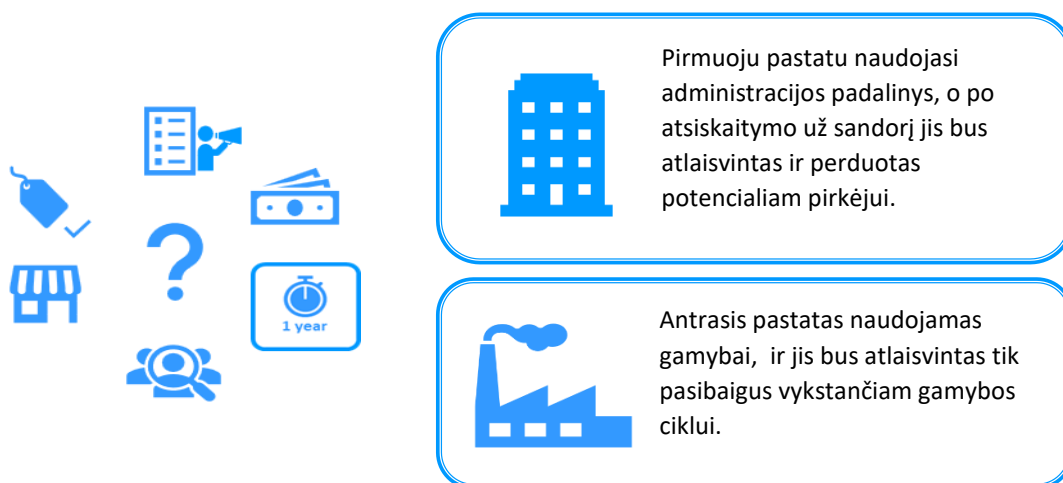 1 year
Pirmuoju pastatu naudojasi
administracijos padalinys, o po
atsiskaitymo už sandorį jis bus
atlaisvintas ir perduotas
potencialiam pirkėjui.
Antrasis pastatas naudojamas
gamybai, ir jis bus atlaisvintas tik
pasibaigus vykstančiam gamybos
ciklui.